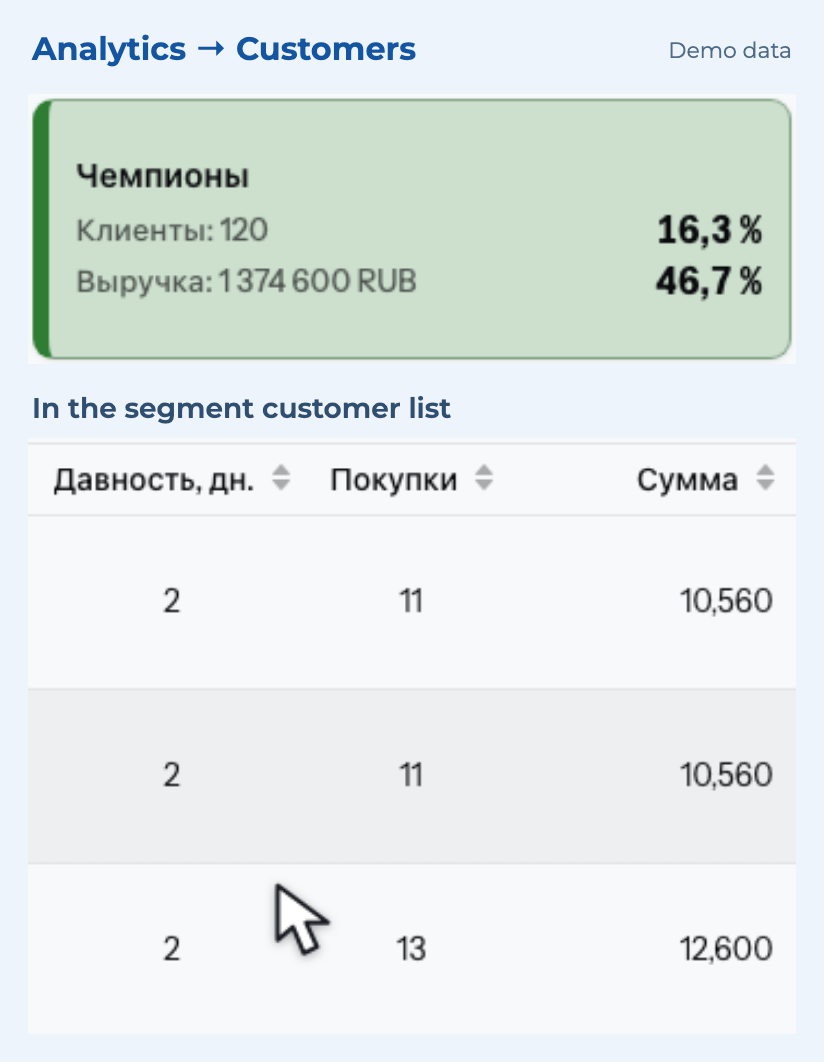 Analytics → Customers
Demo data
Чемпионы
Клиенты: 120
16,3 %
Выручка: 1 374 600 RUB
46,7 %
In the segment customer list
Давность, дн. Покупки Сумма
2 11 10,560
2 11 10,560
2 13 12,600